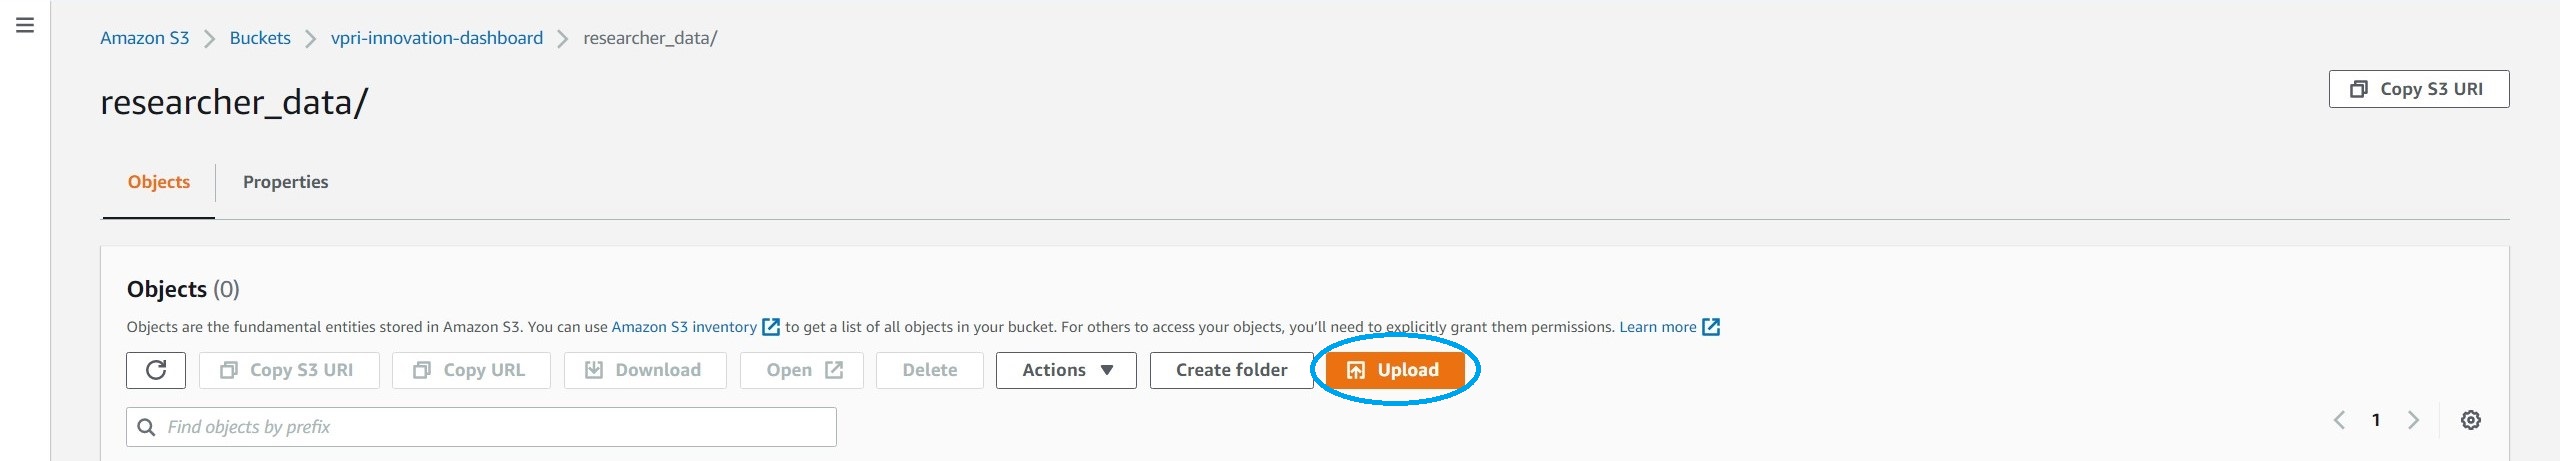 Amazon S3 > Buckets > vpri-innovation-dashboard > researcher_data/
researcher_data/
Copy S3 URI
Objects
Properties
Objects (0)
Objects are the fundamental entities stored in Amazon S3. You can use Amazon S3 inventory to get a list of all objects in your bucket. For others to access your objects, you'll need to explicitly grant them permissions. Learn more
Copy S3 URI
Copy URL
Download
Open
Delete
Actions
Create folder
Upload
Find objects by prefix
1